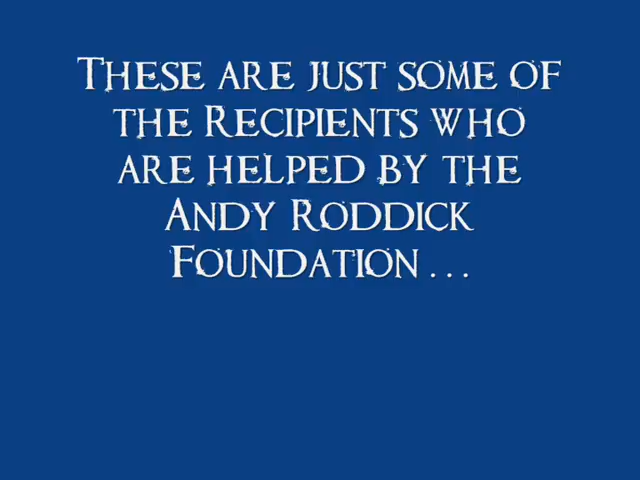 These are just some of
the Recipients who
are helped by the
Andy Roddick
Foundation ...